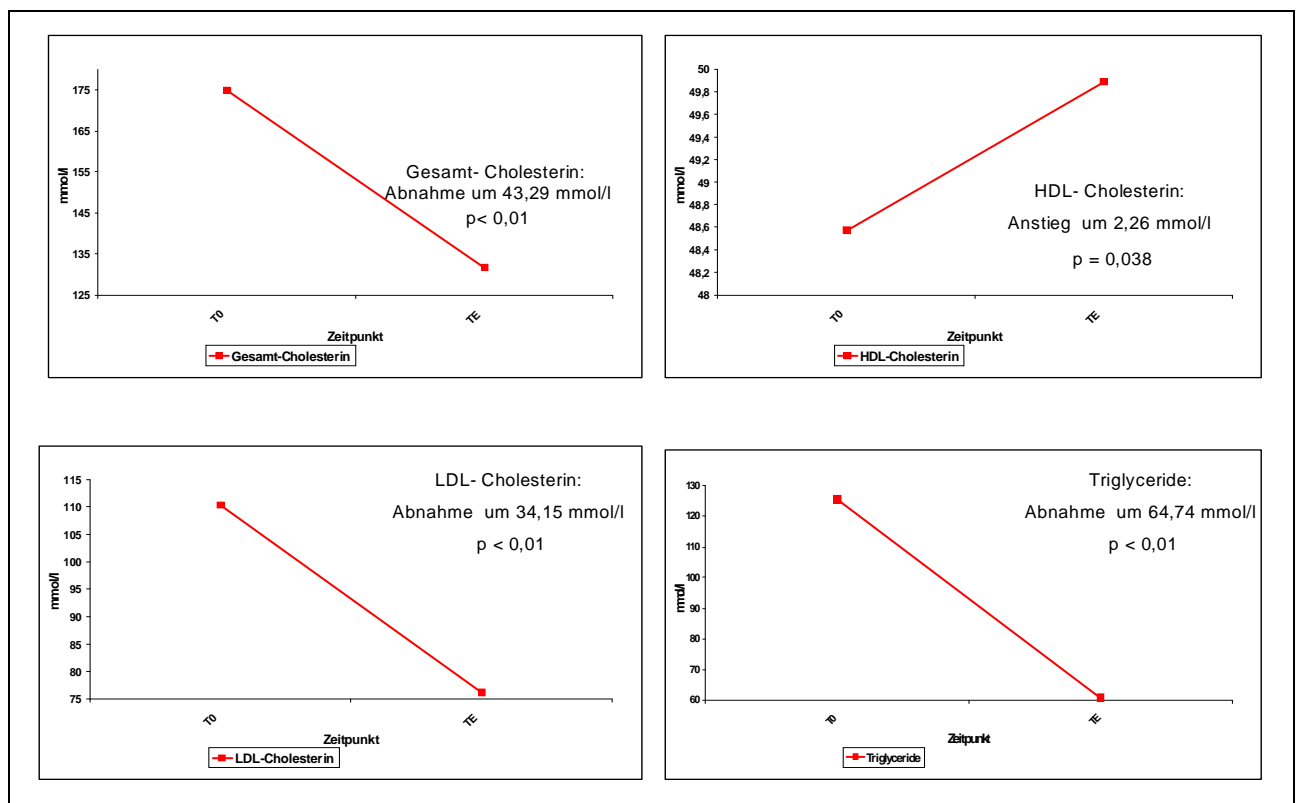 175
165
155
145
135
125
mmol/l
Gesamt- Cholesterin:
Abnahme um 43,29 mmol/l
p< 0,01
T0
TE
Zeitpunkt
Gesamt-Cholesterin
50
49,8
49,6
49,4
49,2
49
48,8
48,6
48,4
48,2
48
mmol/l
HDL- Cholesterin:
Anstieg um 2,26 mmol/l
p = 0,038
T0
TE
Zeitpunkt
HDL-Cholesterin
115
110
105
100
95
90
85
80
75
mmol/l
LDL- Cholesterin:
Abnahme um 34,15 mmol/l
p < 0,01
T0
TE
Zeitpunkt
LDL-Cholesterin
130
120
110
100
90
80
70
60
mmol/l
Triglyceride:
Abnahme um 64,74 mmol/l
p < 0,01
T0
TE
Zeitpunkt
Triglyceride